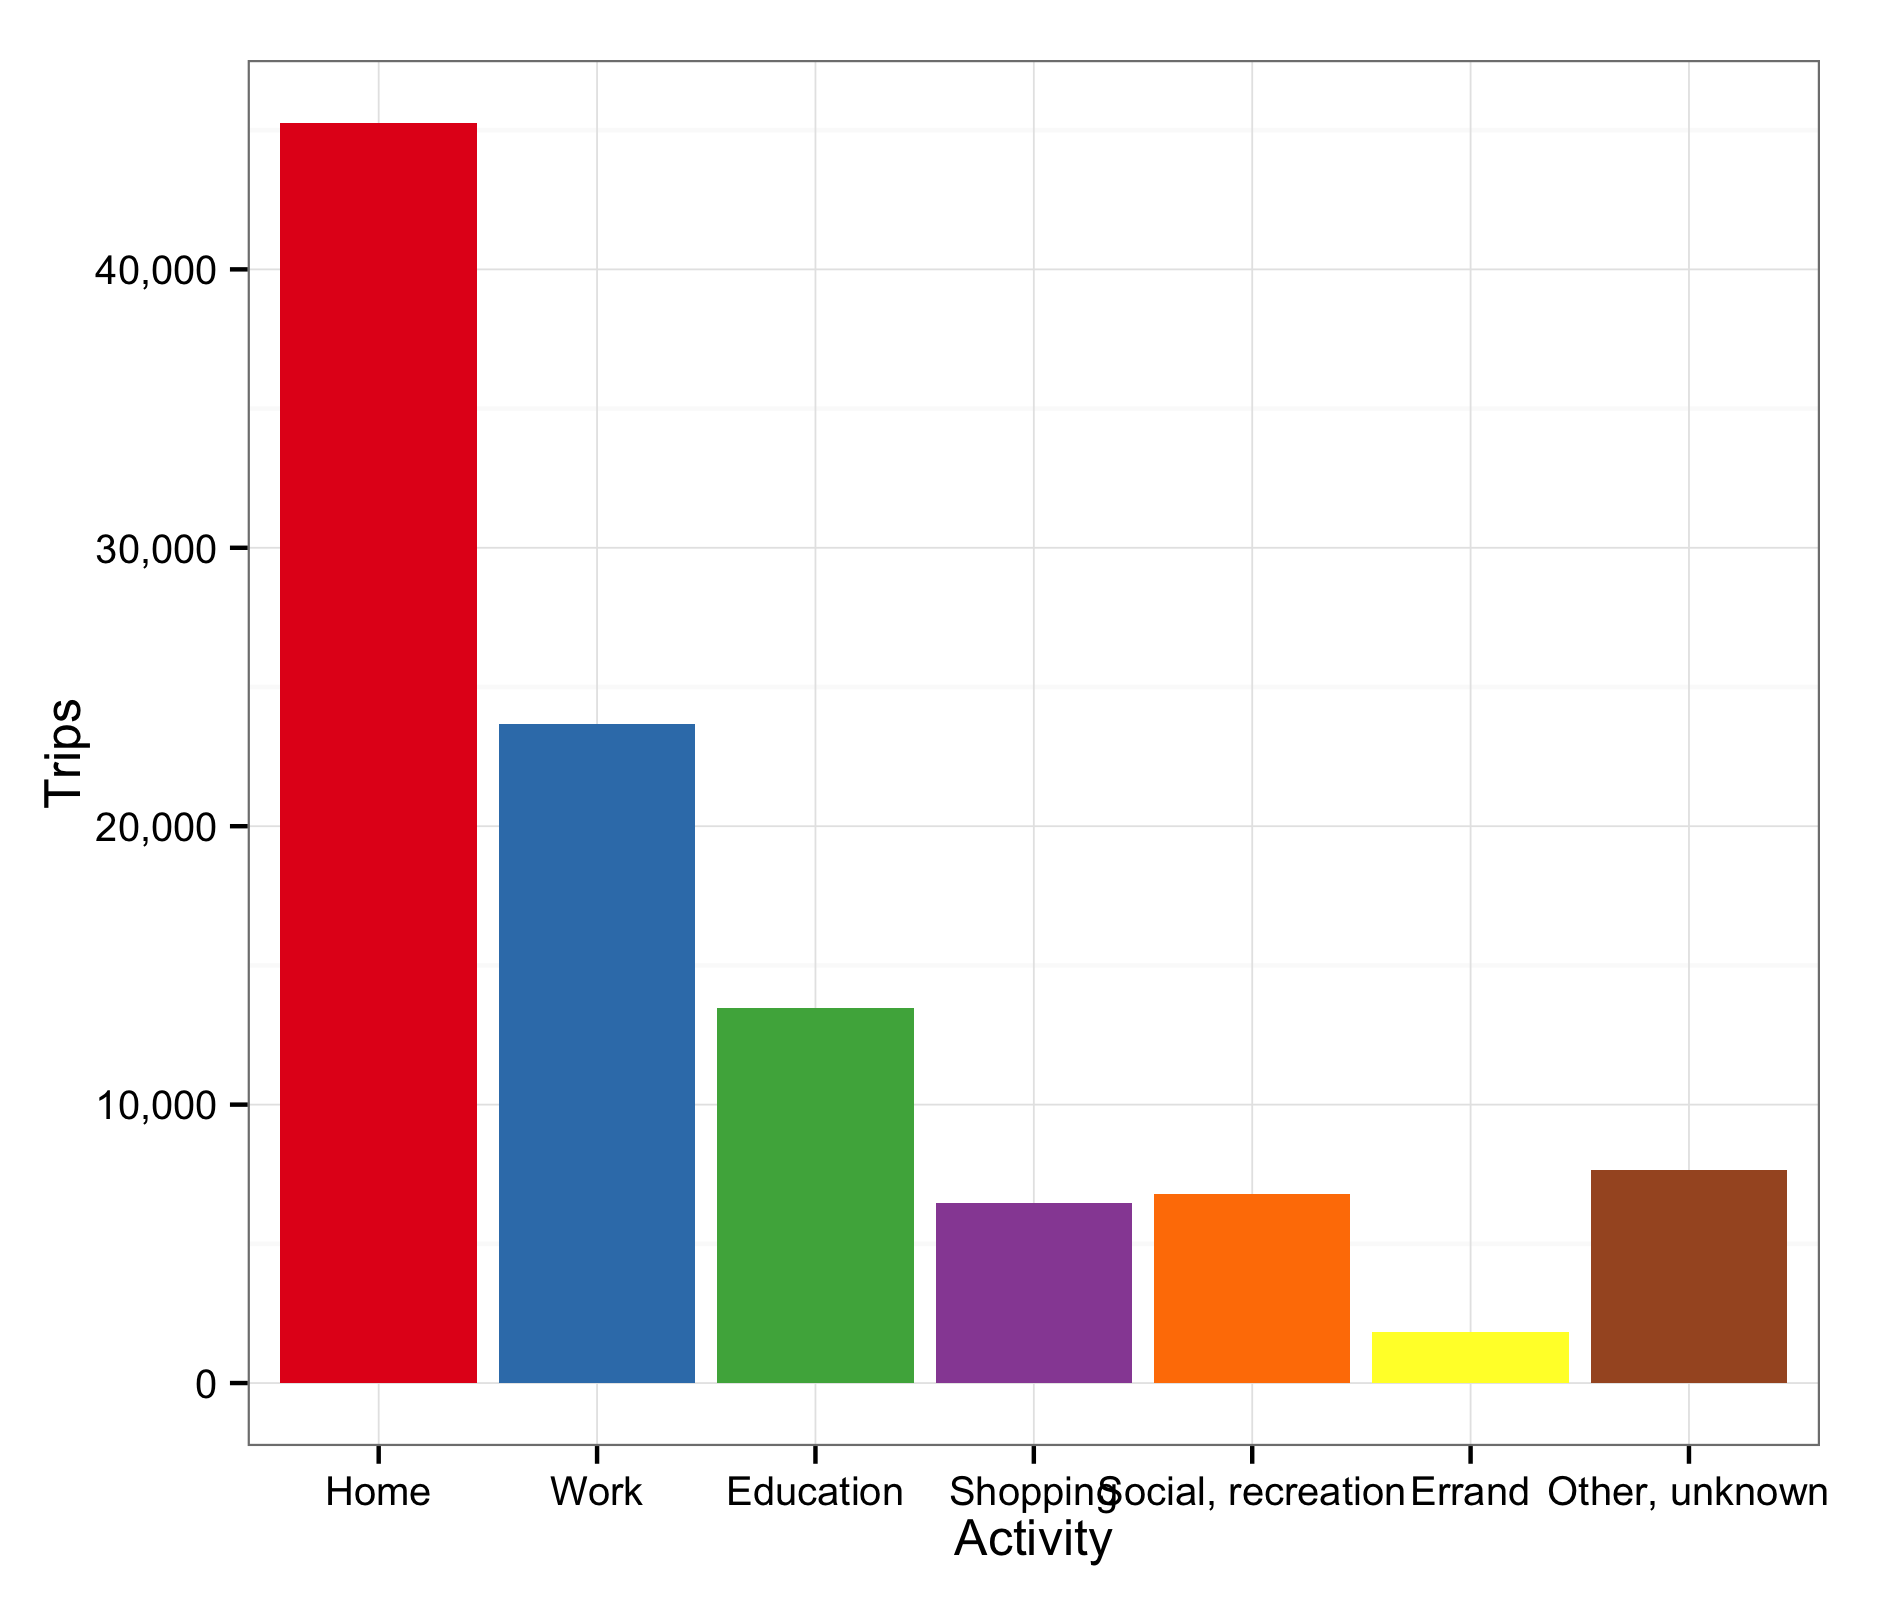 Trips
40,000
30,000
20,000
10,000
0
Home Work Education Shopping Social, recreation Errand Other, unknown
Activity